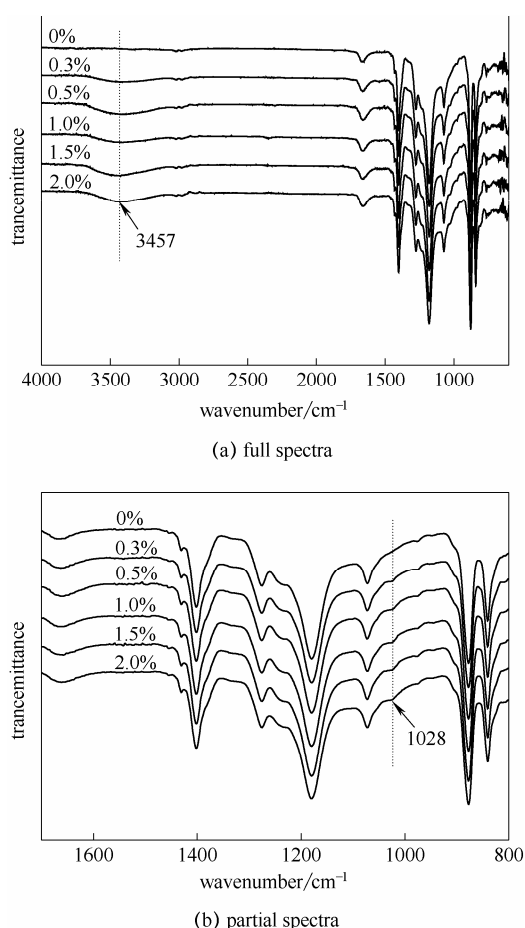 0%
0.3%
0.5%
1.0%
1.5%
2.0%
3457
trancemittance
4000 3500 3000 2500 2000 1500 1000
wavenumber/cm⁻¹
(a) full spectra
0%
0.3%
0.5%
1.0%
1.5%
2.0%
1028
trancemittance
1600 1400 1200 1000 800
wavenumber/cm⁻¹
(b) partial spectra